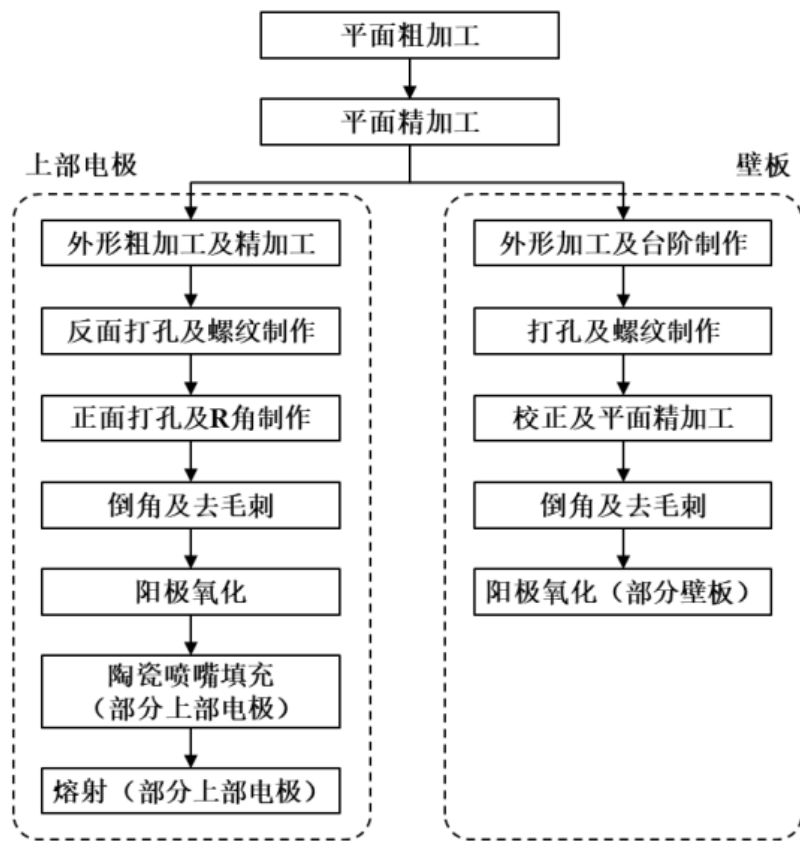 平面粗加工
平面精加工
上部电极
外形粗加工及精加工
反面打孔及螺纹制作
正面打孔及R角制作
倒角及去毛刺
阳极氧化
陶瓷喷嘴填充
（部分上部电极）
熔射（部分上部电极）
壁板
外形加工及台阶制作
打孔及螺纹制作
校正及平面精加工
倒角及去毛刺
阳极氧化（部分壁板）